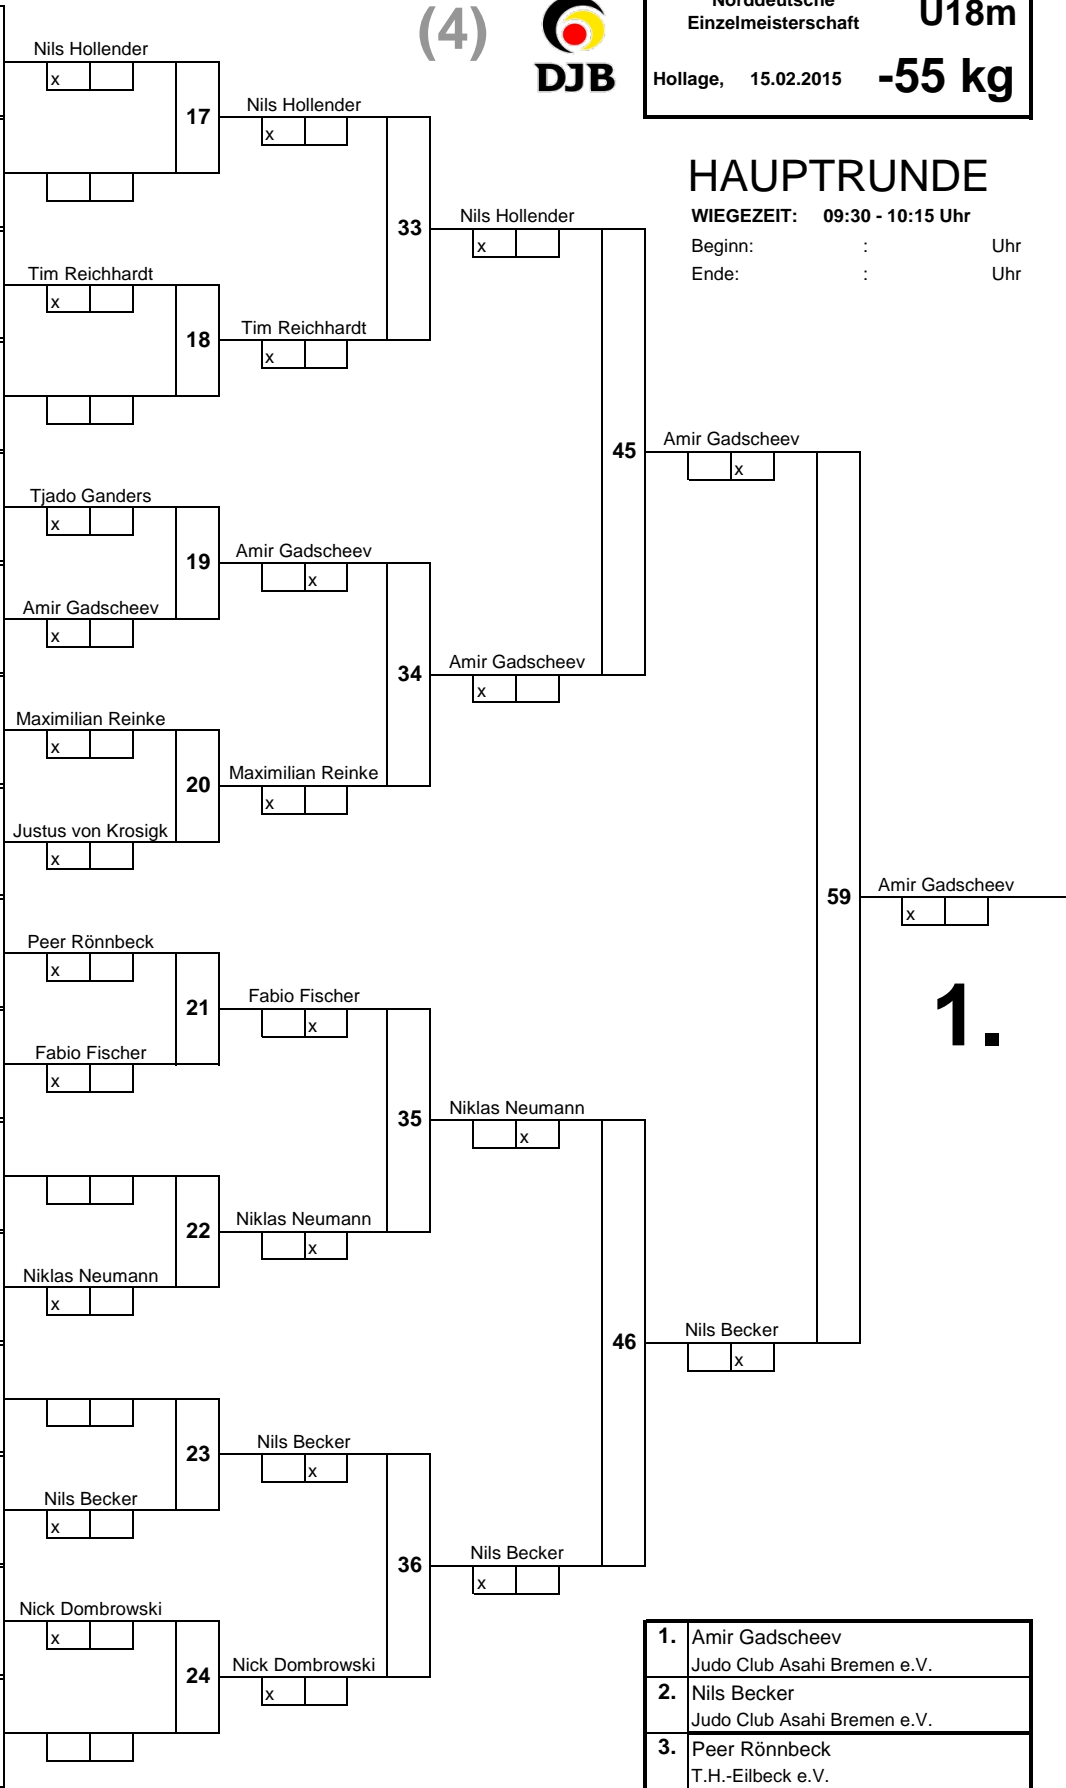 (4)
DJB
Norddeutsche
Einzelmeisterschaft
U18m
Hollage, 15.02.2015 -55 kg
HAUPTRUNDE
WIEGEZEIT: 09:30 - 10:15 Uhr
Beginn: : Uhr
Ende: : Uhr
Nils Hollender
x
17
Nils Hollender
x
33
Nils Hollender
x
Tim Reichhardt
x
18
Tim Reichhardt
x
45
Amir Gadscheev
x
Tjado Ganders
x
19
Amir Gadscheev
x
Amir Gadscheev
x
34
Amir Gadscheev
x
Maximilian Reinke
x
20
Maximilian Reinke
x
Justus von Krosigk
x
59
Amir Gadscheev
x
1.
Peer Rönnbeck
x
21
Fabio Fischer
x
Fabio Fischer
x
35
Niklas Neumann
x
22
Niklas Neumann
x
Niklas Neumann
x
46
Nils Becker
x
23
Nils Becker
x
Nils Becker
x
36
Nils Becker
x
Nick Dombrowski
x
24
Nick Dombrowski
x
1. Amir Gadscheev
Judo Club Asahi Bremen e.V.
2. Nils Becker
Judo Club Asahi Bremen e.V.
3. Peer Rönnbeck
T.H.-Eilbeck e.V.